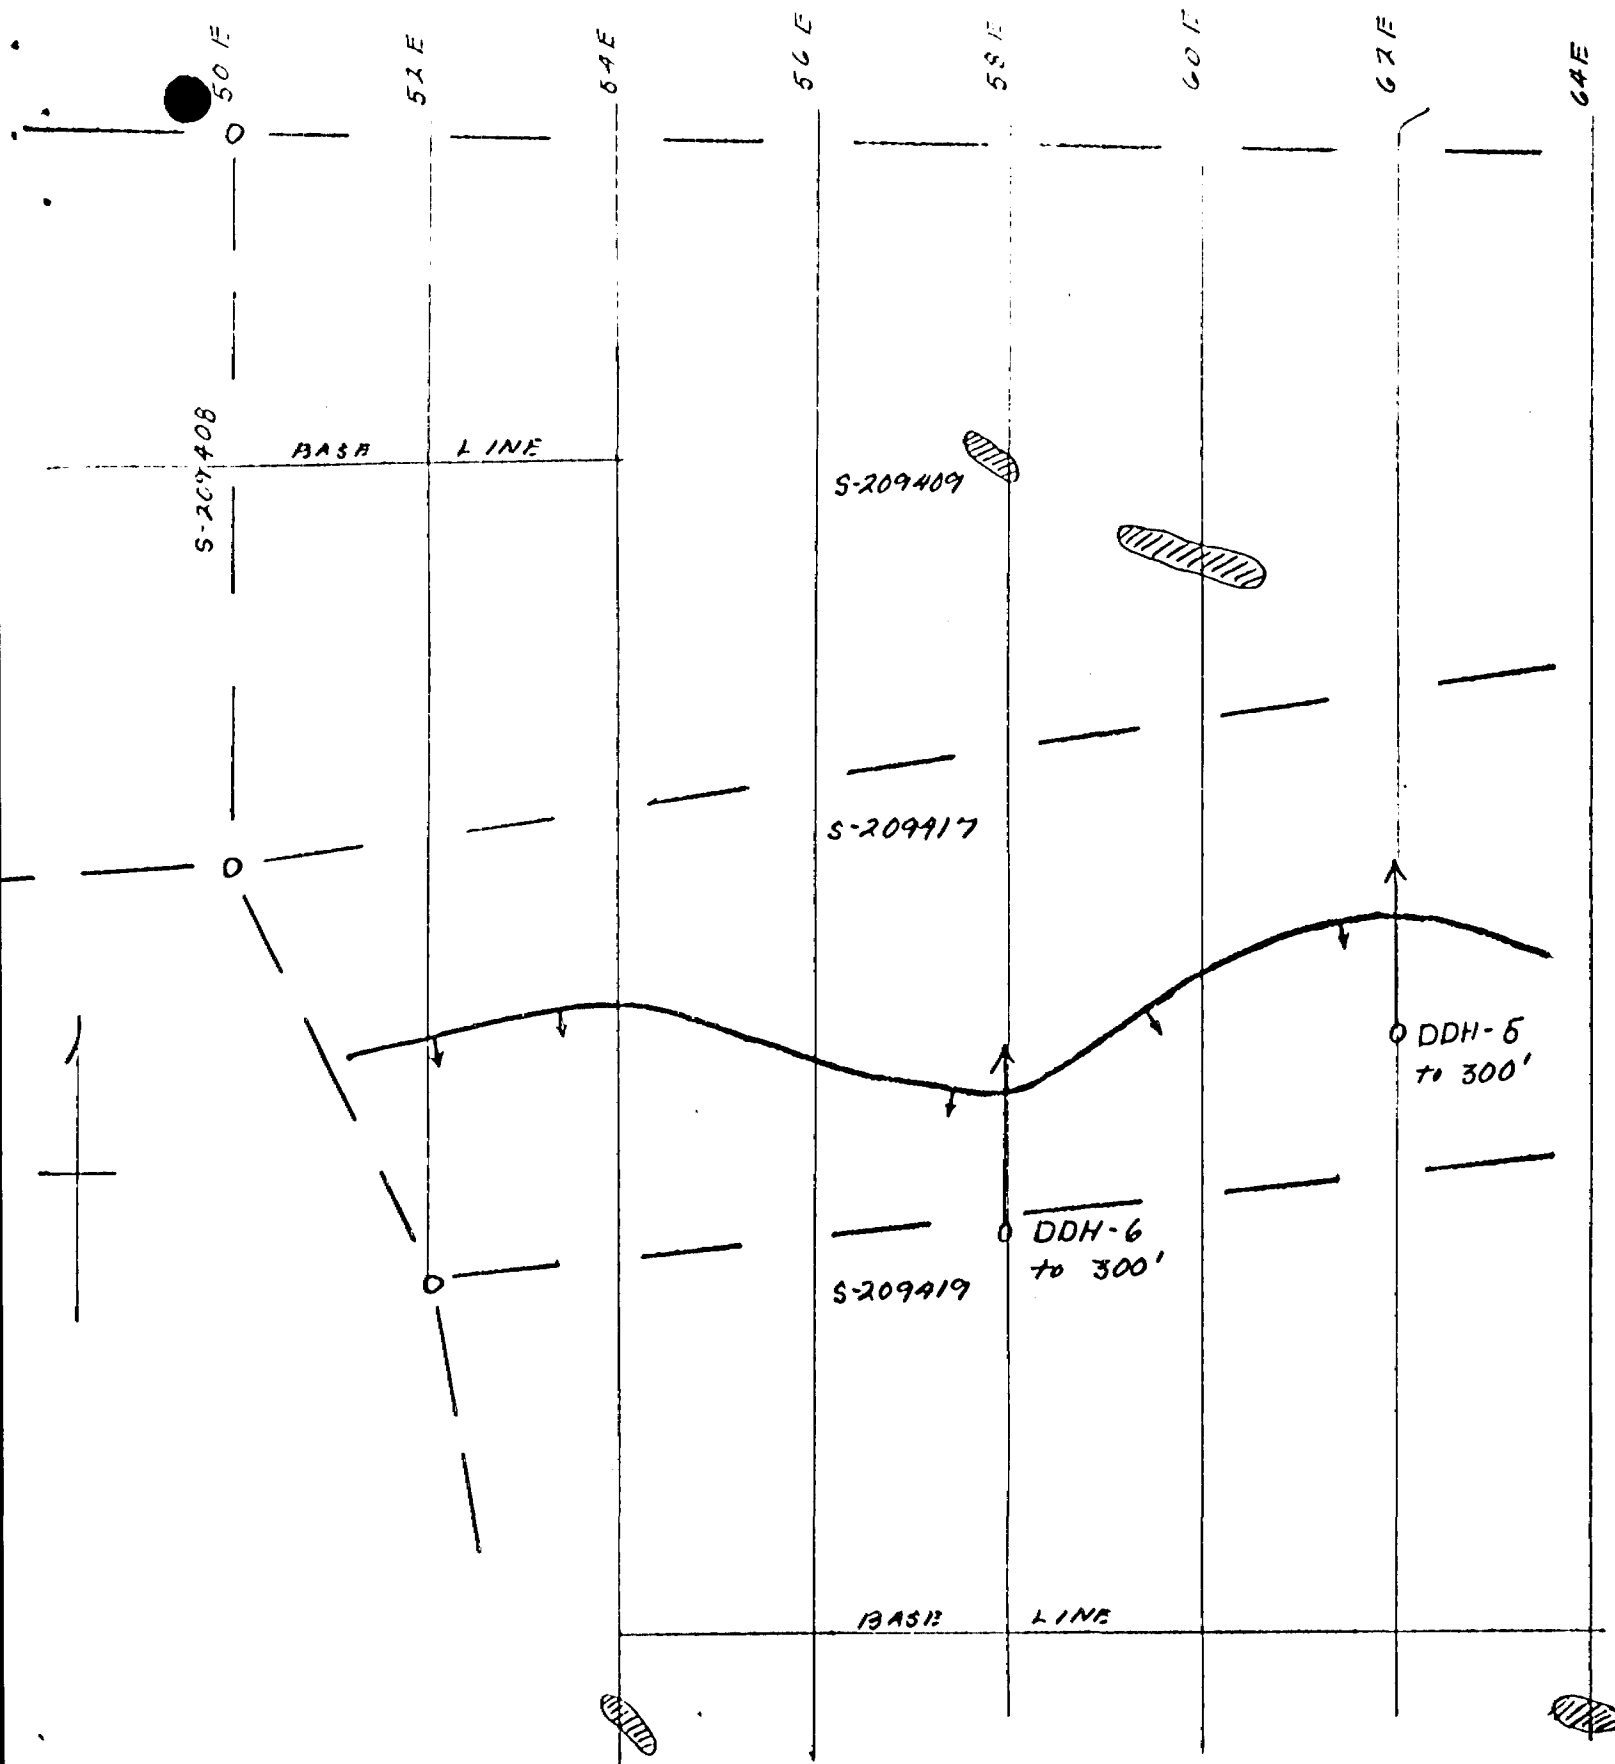 50 E
52 E
54 E
56 E
58 E
60 E
62 E
64 E
S-209408
BASE LINE
S-209409
S-209417
DDH-5
to 300'
DDH-6
to 300'
S-209419
BASE LINE